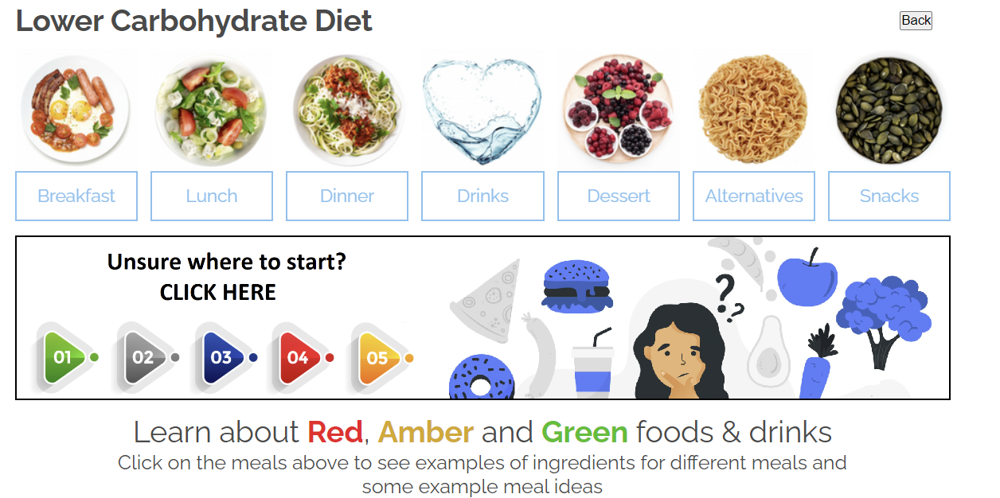 Lower Carbohydrate Diet
Back
Breakfast
Lunch
Dinner
Drinks
Dessert
Alternatives
Snacks
Unsure where to start?
CLICK HERE
01
02
03
04
05
? ?
Learn about Red, Amber and Green foods & drinks
Click on the meals above to see examples of ingredients for different meals and
some example meal ideas